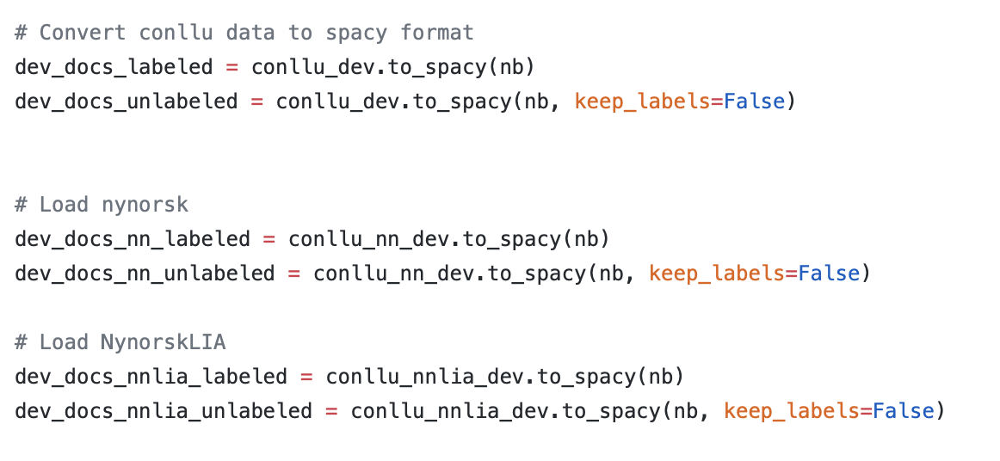 # Convert conllu data to spacy format
dev_docs_labeled = conllu_dev.to_spacy(nb)
dev_docs_unlabeled = conllu_dev.to_spacy(nb, keep_labels=False)
# Load nynorsk
dev_docs_nn_labeled = conllu_nn_dev.to_spacy(nb)
dev_docs_nn_unlabeled = conllu_nn_dev.to_spacy(nb, keep_labels=False)
# Load NynorskLIA
dev_docs_nnlia_labeled = conllu_nnlia_dev.to_spacy(nb)
dev_docs_nnlia_unlabeled = conllu_nnlia_dev.to_spacy(nb, keep_labels=False)